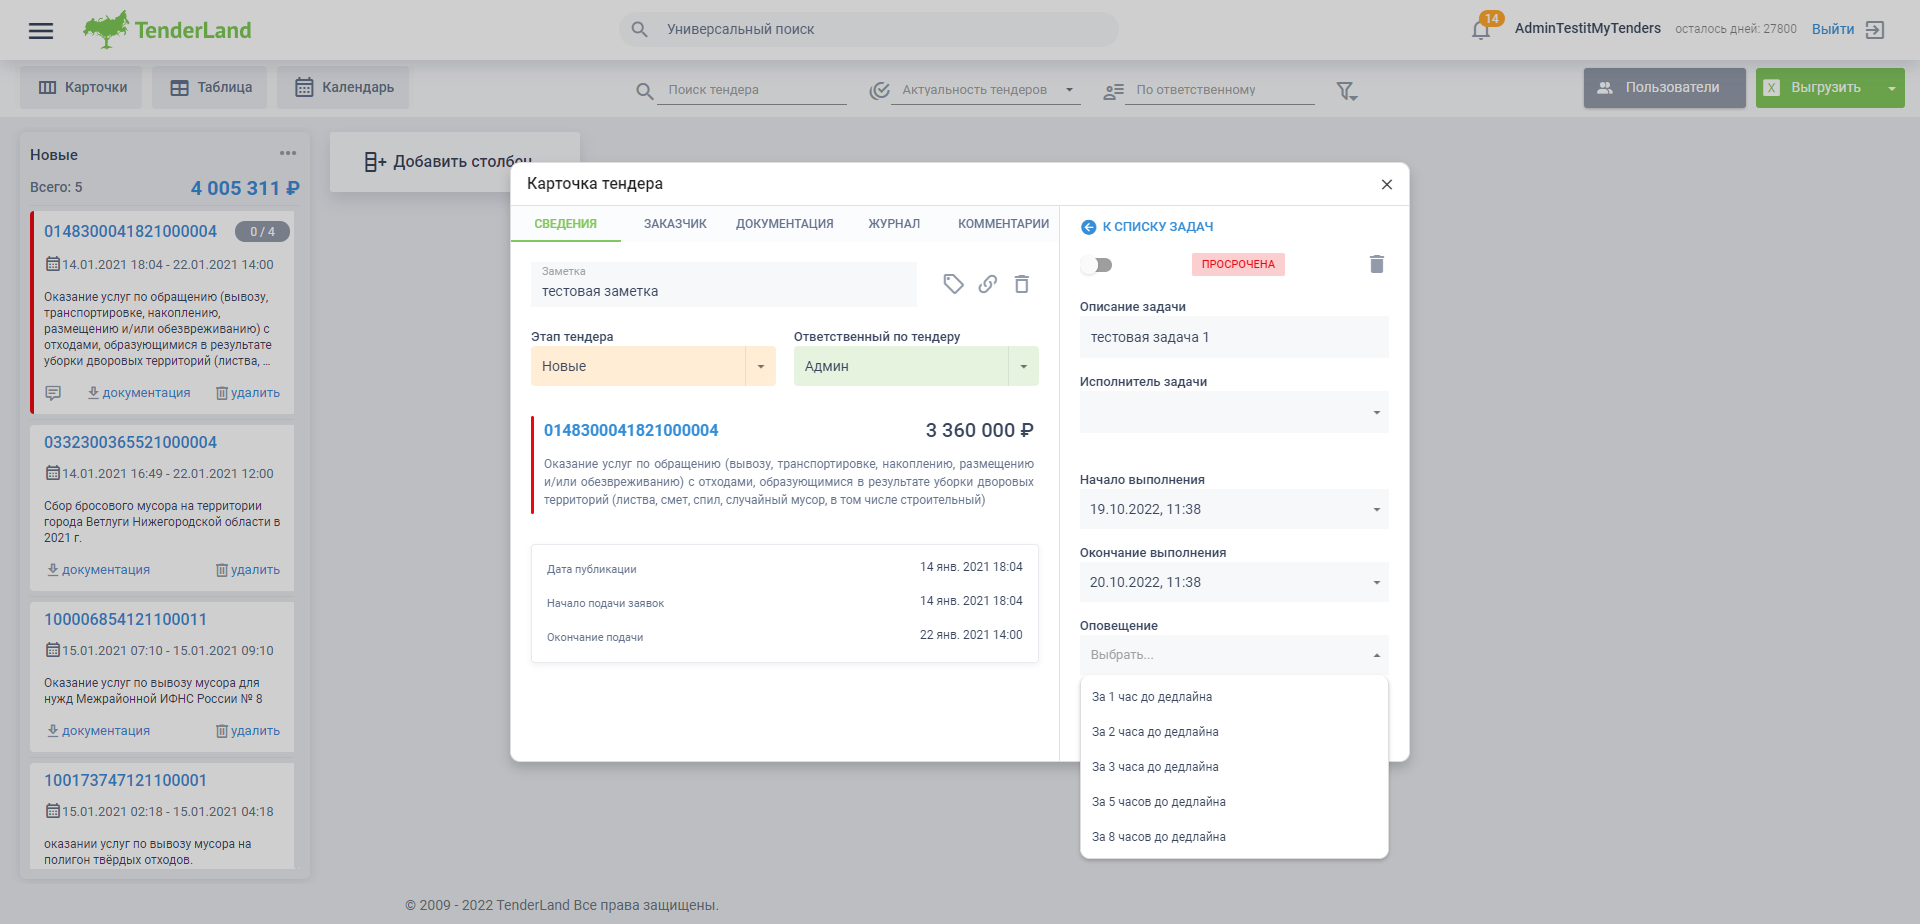 TenderLand
Универсальный поиск
14
AdminTestitMyTenders
осталось дней: 27800
Выйти
Карточки
Таблица
Календарь
Поиск тендера
Актуальность тендеров
По ответственному
Пользователи
X
Выгрузить
Новые
Всего: 5
4 005 311 ₽
0148300041821000004
0 / 4
14.01.2021 18:04 - 22.01.2021 14:00
Оказание услуг по обращению (вывозу,
транспортировке, накоплению,
размещению и/или обезвреживанию) с
отходами, образующимися в результате
уборки дворовых территорий (листва, ...
документация
удалить
0332300365521000004
14.01.2021 16:49 - 22.01.2021 12:00
Сбор бросового мусора на территории
города Ветлуги Нижегородской области в
2021 г.
документация
удалить
100006854121100011
15.01.2021 07:10 - 15.01.2021 09:10
Оказание услуг по вывозу мусора для
нужд Межрайонной ИФНС России № 8
документация
удалить
100173747121100001
15.01.2021 02:18 - 15.01.2021 04:18
оказании услуг по вывозу мусора на
полигон твёрдых отходов.
Добавить столбец
Карточка тендера
СВЕДЕНИЯ
ЗАКАЗЧИК
ДОКУМЕНТАЦИЯ
ЖУРНАЛ
КОММЕНТАРИИ
Заметка
тестовая заметка
Этап тендера
Новые
Ответственный по тендеру
Админ
0148300041821000004
3 360 000 ₽
Оказание услуг по обращению (вывозу, транспортировке, накоплению, размещению
и/или обезвреживанию) с отходами, образующимися в результате уборки дворовых
территорий (листва, смет, спил, случайный мусор, в том числе строительный)
Дата публикации
14 янв. 2021 18:04
Начало подачи заявок
14 янв. 2021 18:04
Окончание подачи
22 янв. 2021 14:00
К СПИСКУ ЗАДАЧ
ПРОСРОЧЕНА
Описание задачи
тестовая задача 1
Исполнитель задачи
Начало выполнения
19.10.2022, 11:38
Окончание выполнения
20.10.2022, 11:38
Оповещение
Выбрать...
За 1 час до дедлайна
За 2 часа до дедлайна
За 3 часа до дедлайна
За 5 часов до дедлайна
За 8 часов до дедлайна
© 2009 - 2022 TenderLand Все права защищены.